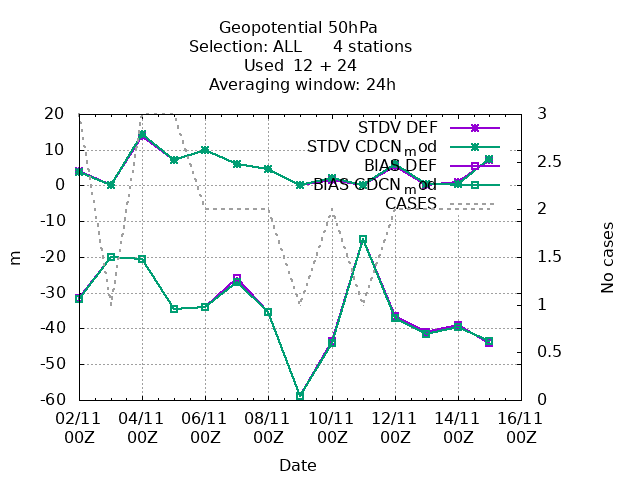 Geopotential 50hPa
Selection: ALL 4 stations
Used 12 + 24
Averaging window: 24h
20
10
0
-10
-20
-30
-40
-50
-60
m
3
2.5
2
1.5
1
0.5
0
No cases
STDV DEF
STDV CDCN_mod
BIAS DEF
BIAS CDCN_mod
CASES
02/11 04/11 06/11 08/11 10/11 12/11 14/11 16/11
00Z 00Z 00Z 00Z 00Z 00Z 00Z 00Z
Date